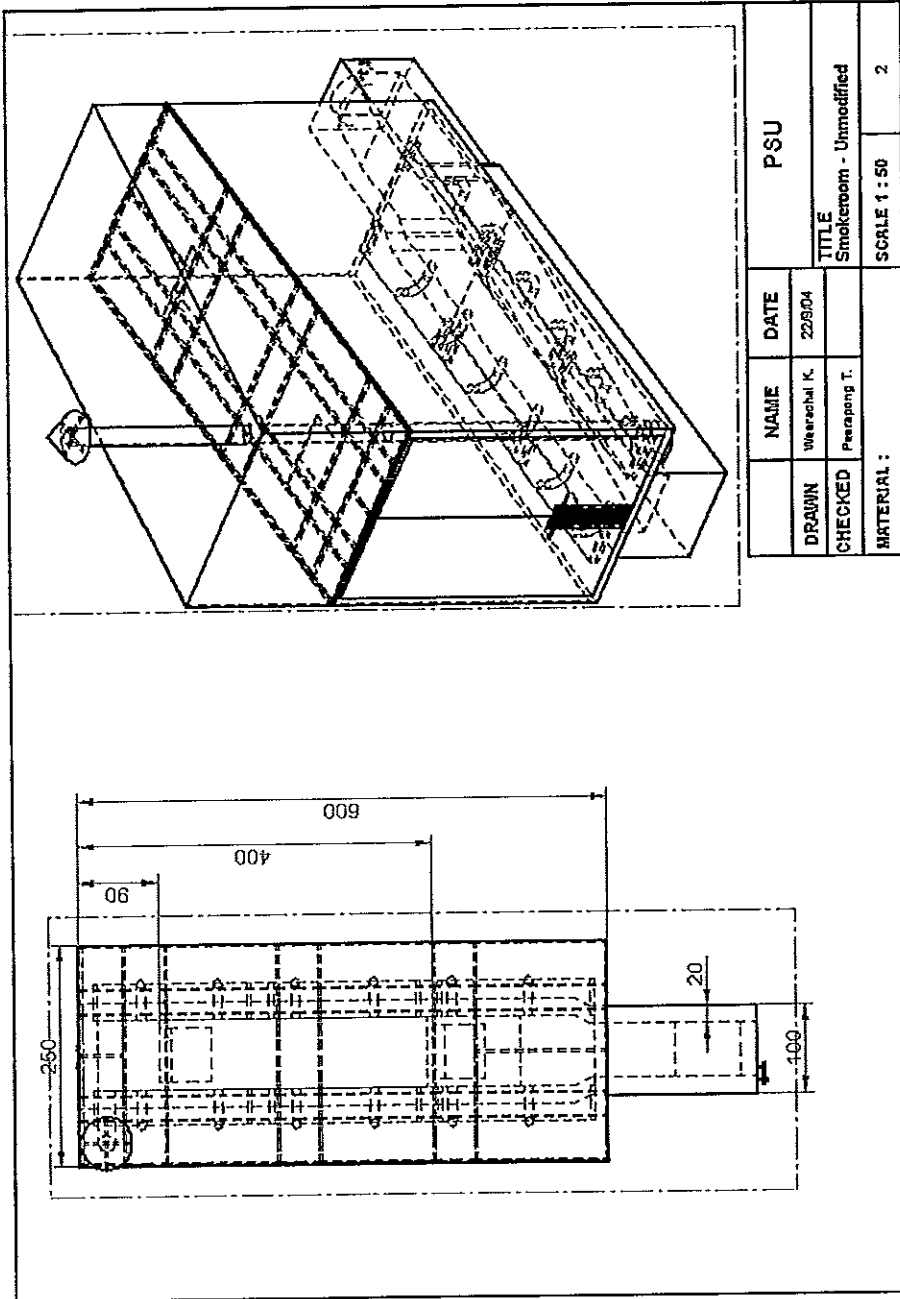 250
90
400
600
20
100
NAME DATE PSU
DRAWN Weerachai K. 22/9/04
TITLE
CHECKED Peerapong T. Smokeroom - Unmodified
MATERIAL : SCALE 1 : 50 2